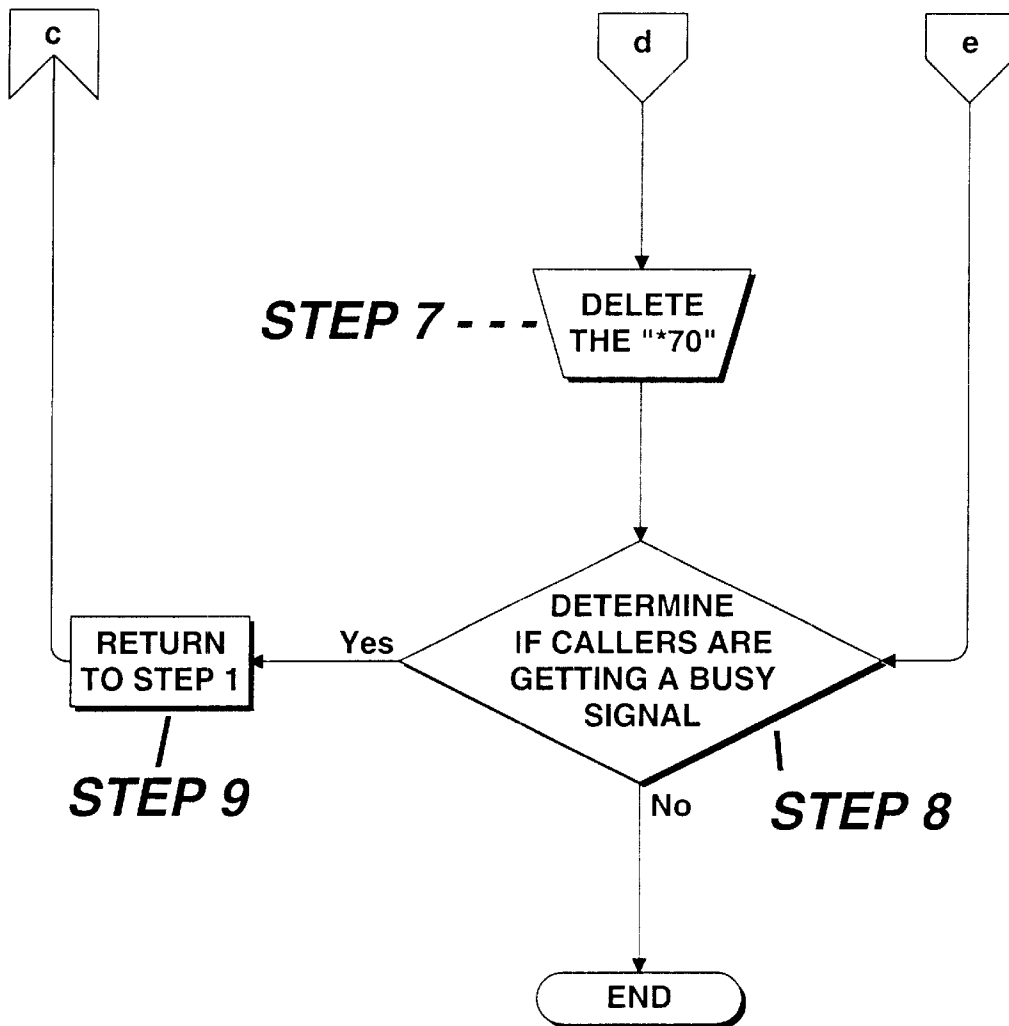 c
d
e
STEP 7 - - -
DELETE
THE "*70"
DETERMINE
IF CALLERS ARE
GETTING A BUSY
SIGNAL
Yes
RETURN
TO STEP 1
STEP 9
No
STEP 8
END